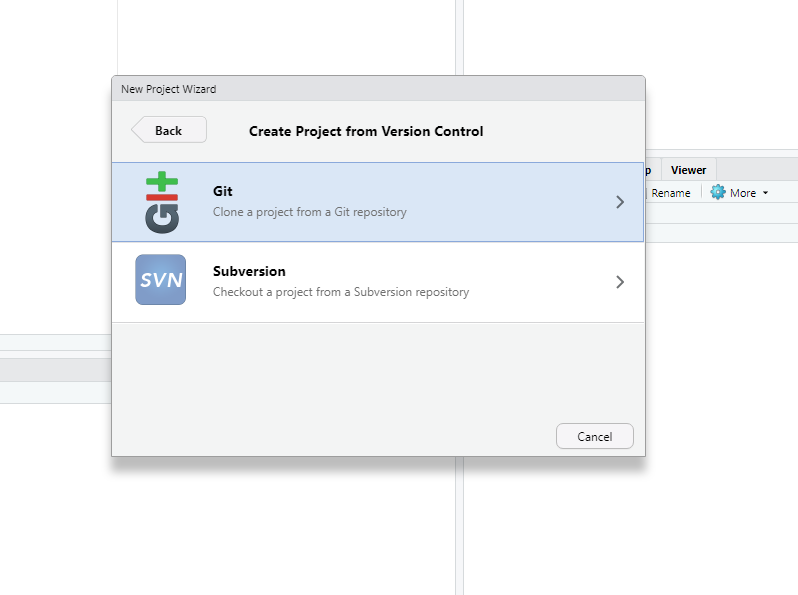 New Project Wizard
Back
Create Project from Version Control
git
Git
Clone a project from a Git repository
SVN
Subversion
Checkout a project from a Subversion repository
Cancel
p Viewer
Rename More